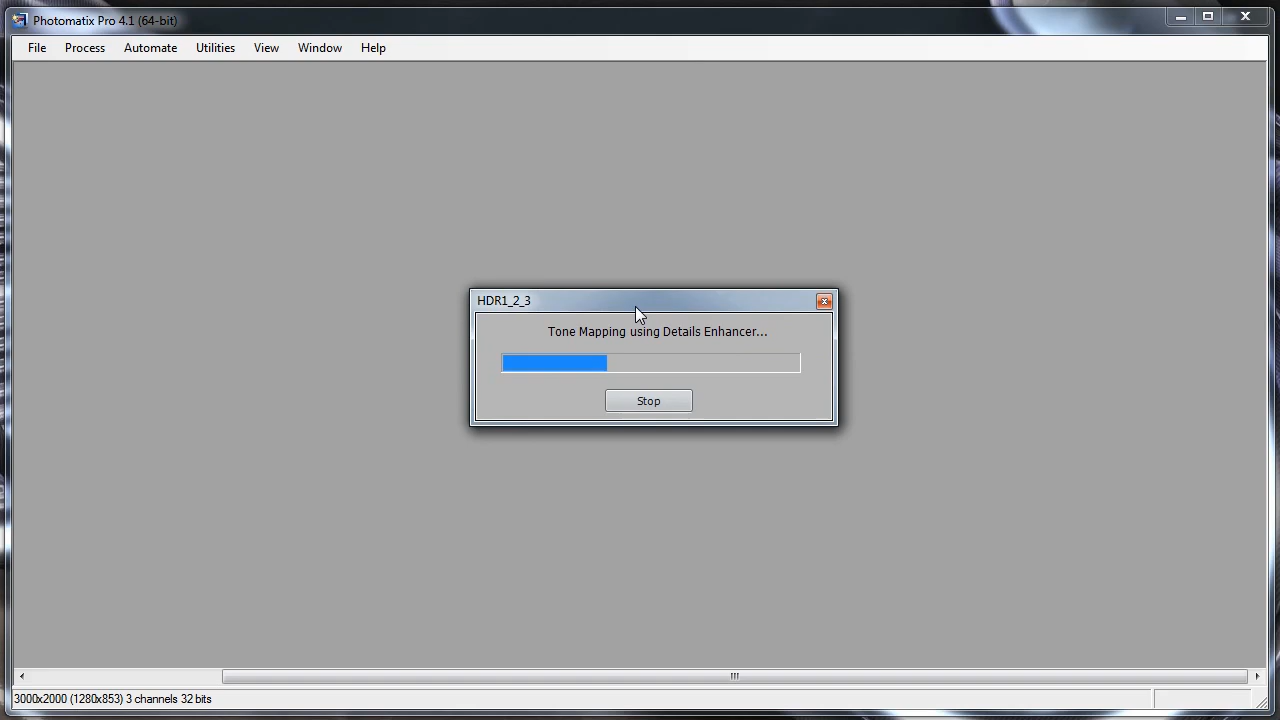 Photomatix Pro 4.1 (64-bit)
File Process Automate Utilities View Window Help
HDR1_2_3
Tone Mapping using Details Enhancer...
Stop
3000x2000 (1280x853) 3 channels 32 bits